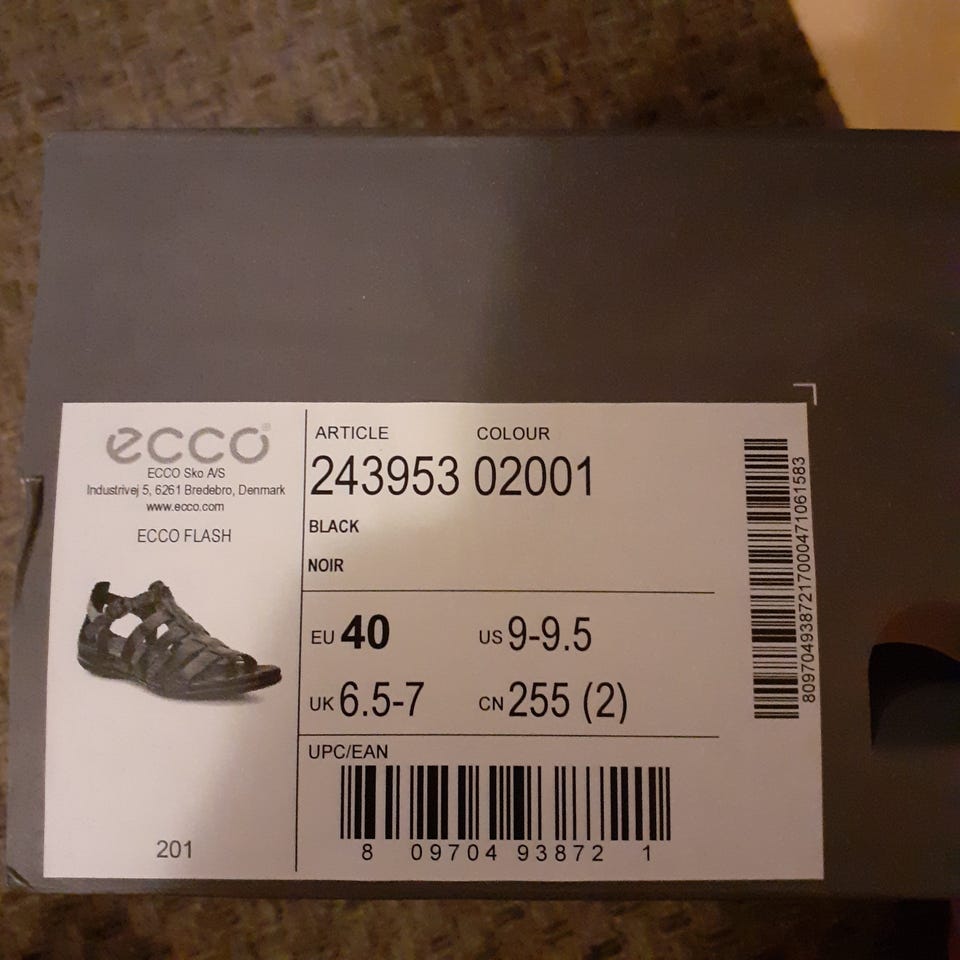 ecco®
ECCO Sko A/S
Industrivej 5, 6261 Bredebro, Denmark
www.ecco.com
ECCO FLASH
201
ARTICLE COLOUR
243953 02001
BLACK
NOIR
EU 40 US 9-9.5
UK 6.5-7 CN 255 (2)
UPC/EAN
8 09704 93872 1
809704938721700047106158​3